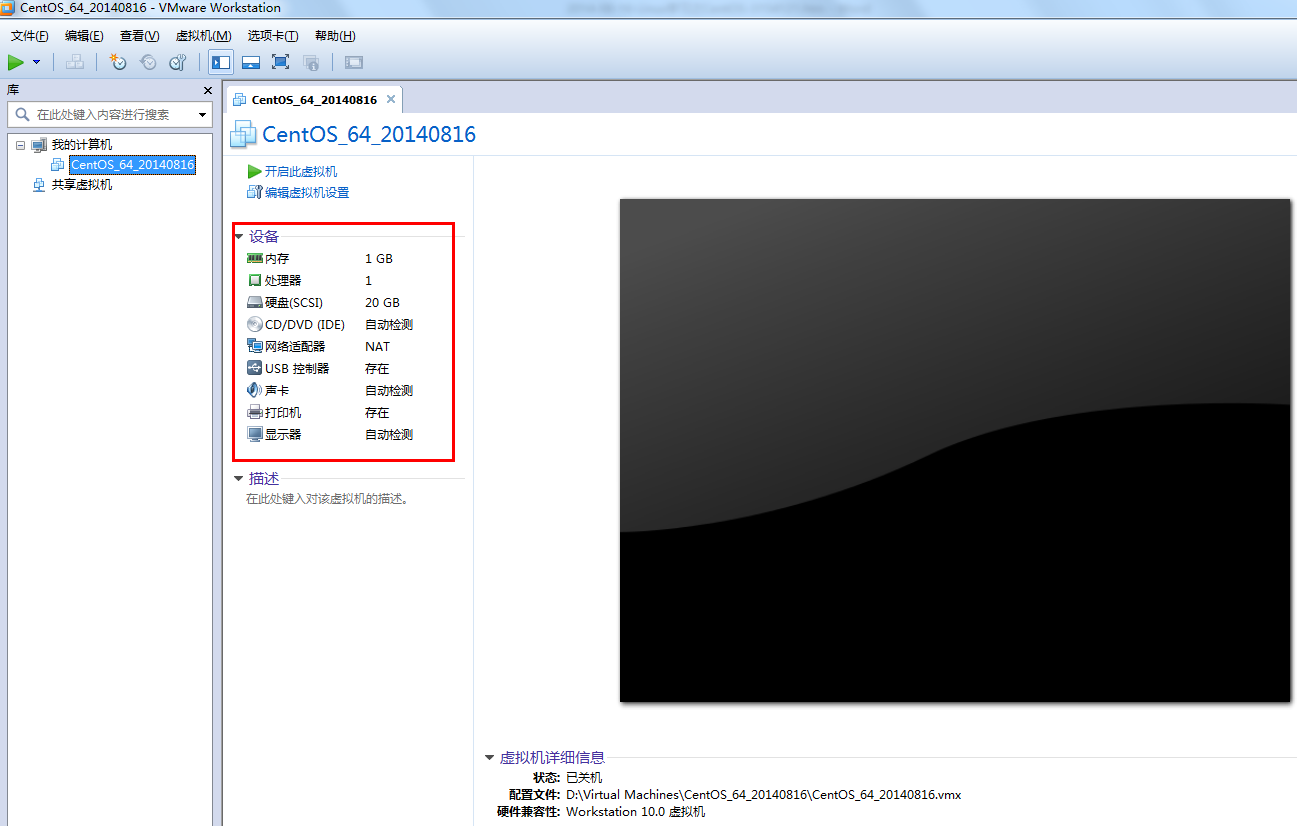 CentOS_64_20140816 - VMware Workstation
文件(F) 编辑(E) 查看(V) 虚拟机(M) 选项卡(T) 帮助(H)
库
在此处键入内容进行搜索
我的计算机
CentOS_64_20140816
共享虚拟机
CentOS_64_20140816
CentOS_64_20140816
开启此虚拟机
编辑虚拟机设置
设备
内存 1 GB
处理器 1
硬盘(SCSI) 20 GB
CD/DVD (IDE) 自动检测
网络适配器 NAT
USB 控制器 存在
声卡 自动检测
打印机 存在
显示器 自动检测
描述
在此处键入对该虚拟机的描述。
虚拟机详细信息
状态: 已关机
配置文件: D:\Virtual Machines\CentOS_64_20140816\CentOS_64_20140816.vmx
硬件兼容性: Workstation 10.0 虚拟机